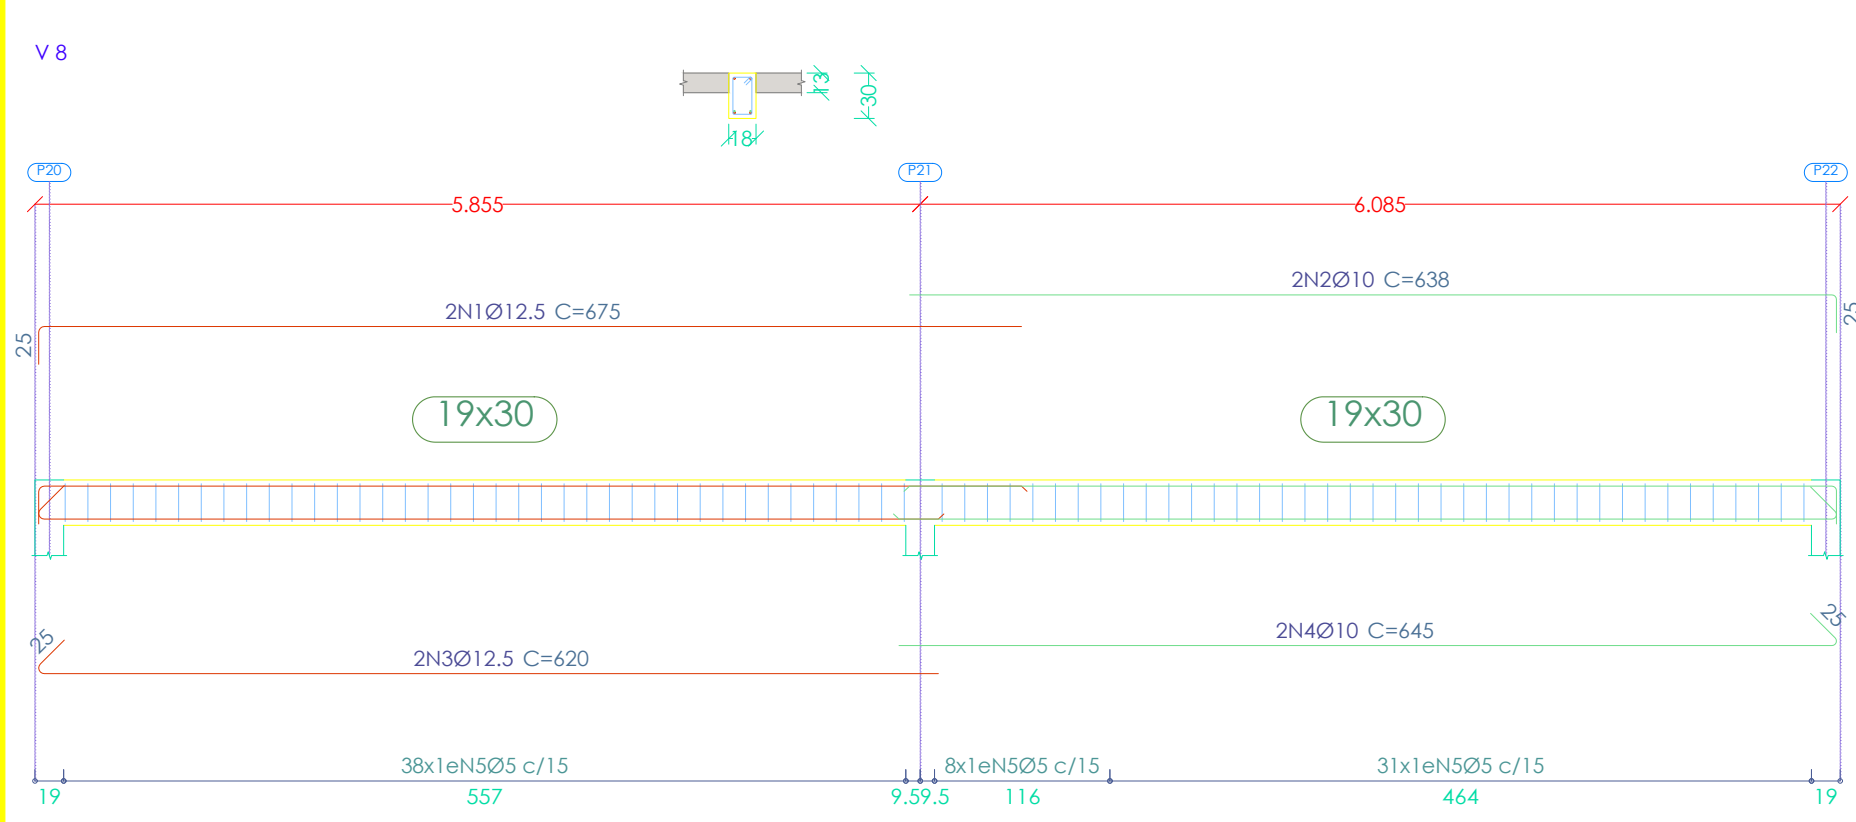 V 8
13
30
18
P20
P21
P22
5.855
6.085
2N2Ø10 C=638
25
2N1Ø12.5 C=675
25
19x30
19x30
25
2N4Ø10 C=645
25
2N3Ø12.5 C=620
38x1eN5Ø5 c/15
8x1eN5Ø5 c/15
31x1eN5Ø5 c/15
19
557
9.59.5
116
464
19